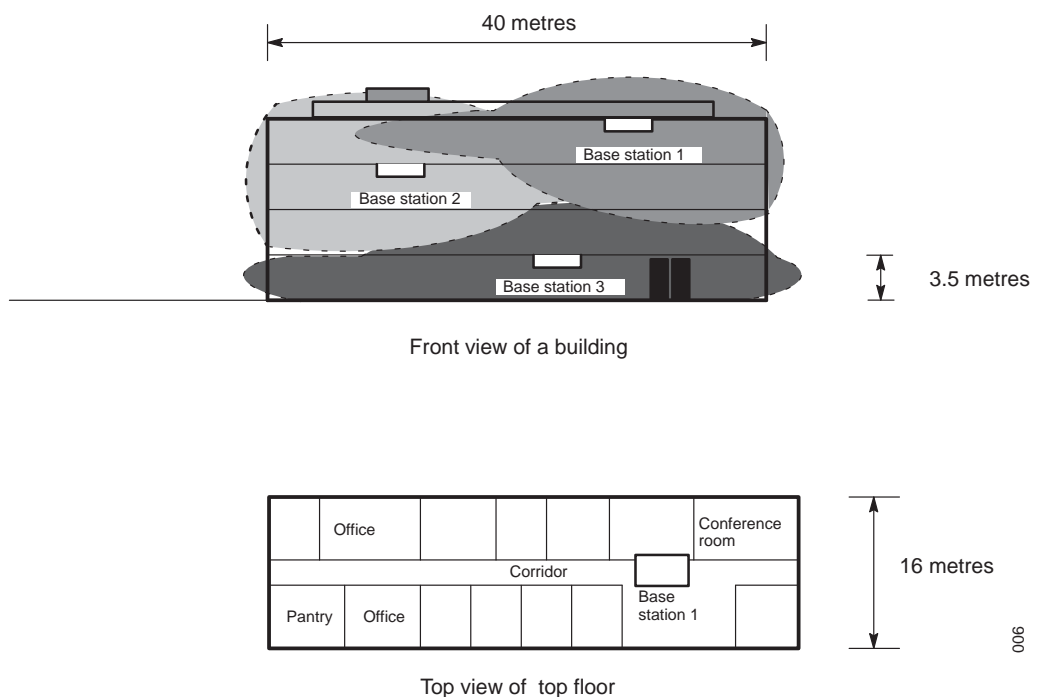 40 metres
Base station 1
Base station 2
Base station 3
3.5 metres
Front view of a building
Office
Conference
room
Corridor
16 metres
Pantry
Office
Base
station 1
006
Top view of top floor